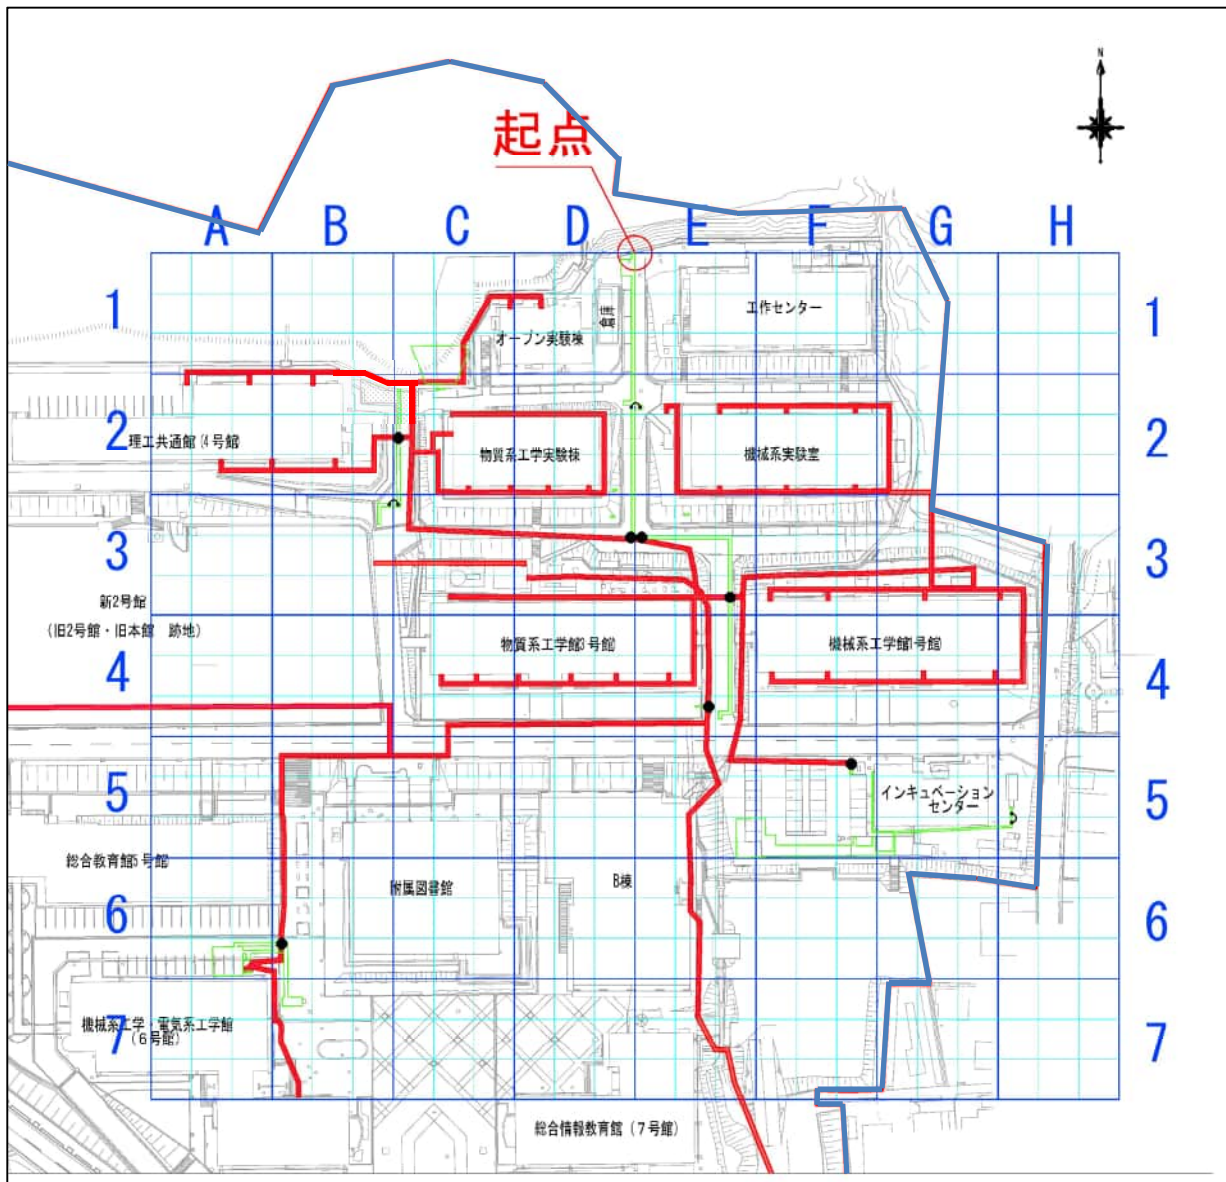 N
起点
A B C D E F G H
1 1
工作センター
倉庫
オープン実験棟
2 2
理工共通館(4号館)
物質系工学実験棟
機械系実験室
3 3
新2号館
(旧2号館・旧本館 跡地)
物質系工学館(3号館)
機械系工学館(1号館)
4 4
5 5
インキュベーション
センター
総合教育館(5号館)
附属図書館
B棟
6 6
機械系工学・電気系工学館
(6号館)
7 7
総合情報教育館(7号館)